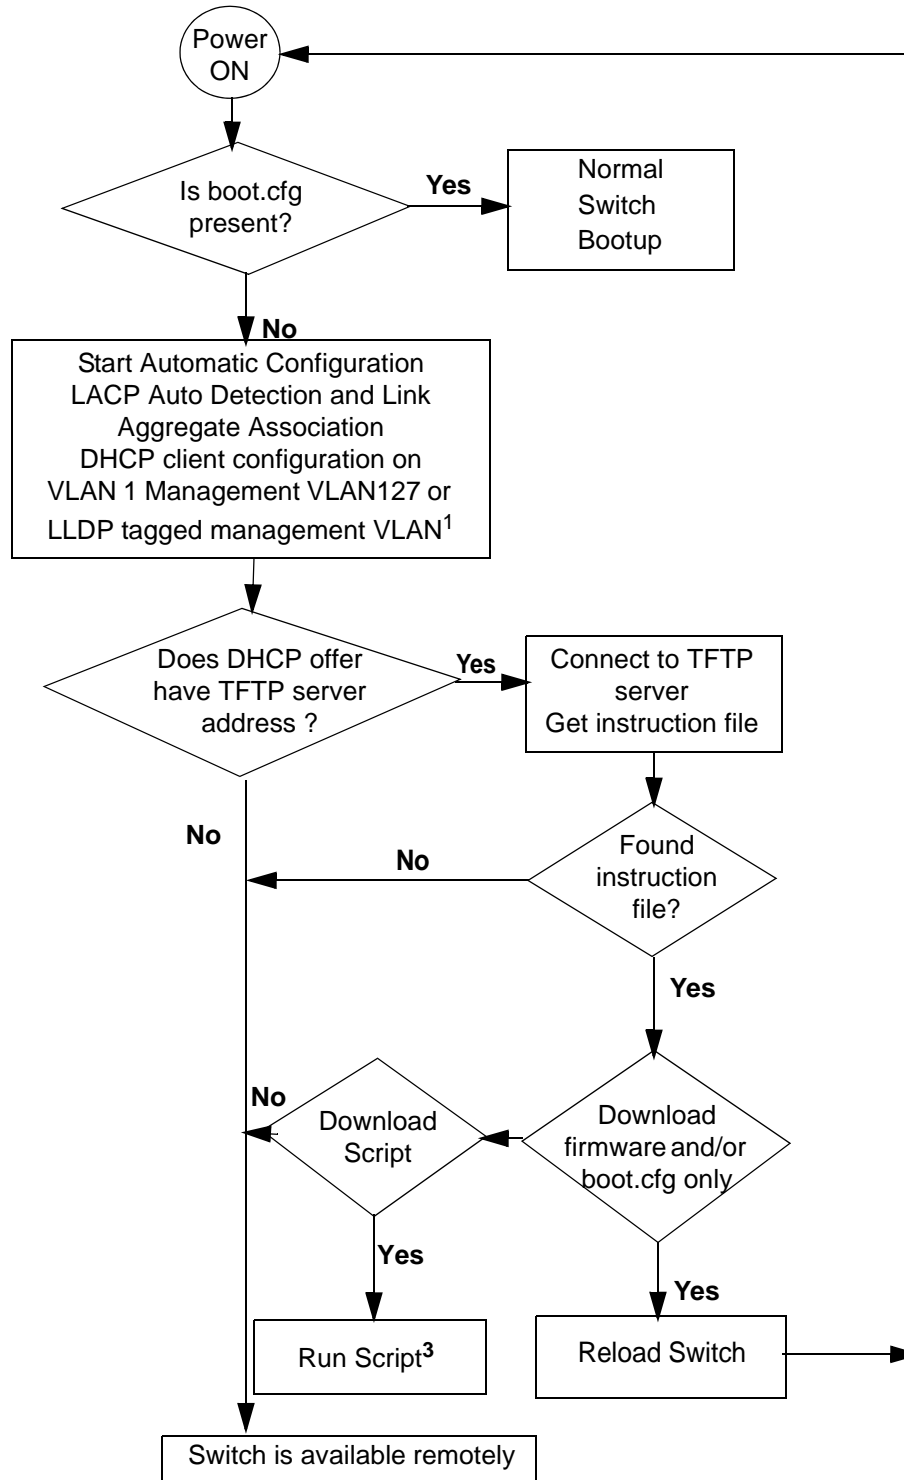 Power
ON
Is boot.cfg
present?
Yes
Normal
Switch
Bootup
No
Start Automatic Configuration
LACP Auto Detection and Link
Aggregate Association
DHCP client configuration on
VLAN 1 Management VLAN127 or
LLDP tagged management VLAN1
Does DHCP offer
have TFTP server
address ?
Yes
Connect to TFTP
server
Get instruction file
No
No
Found
instruction
file?
Yes
No
Download
Script
Download
firmware and/or
boot.cfg only
Yes
Yes
Run Script3
Reload Switch
Switch is available remotely